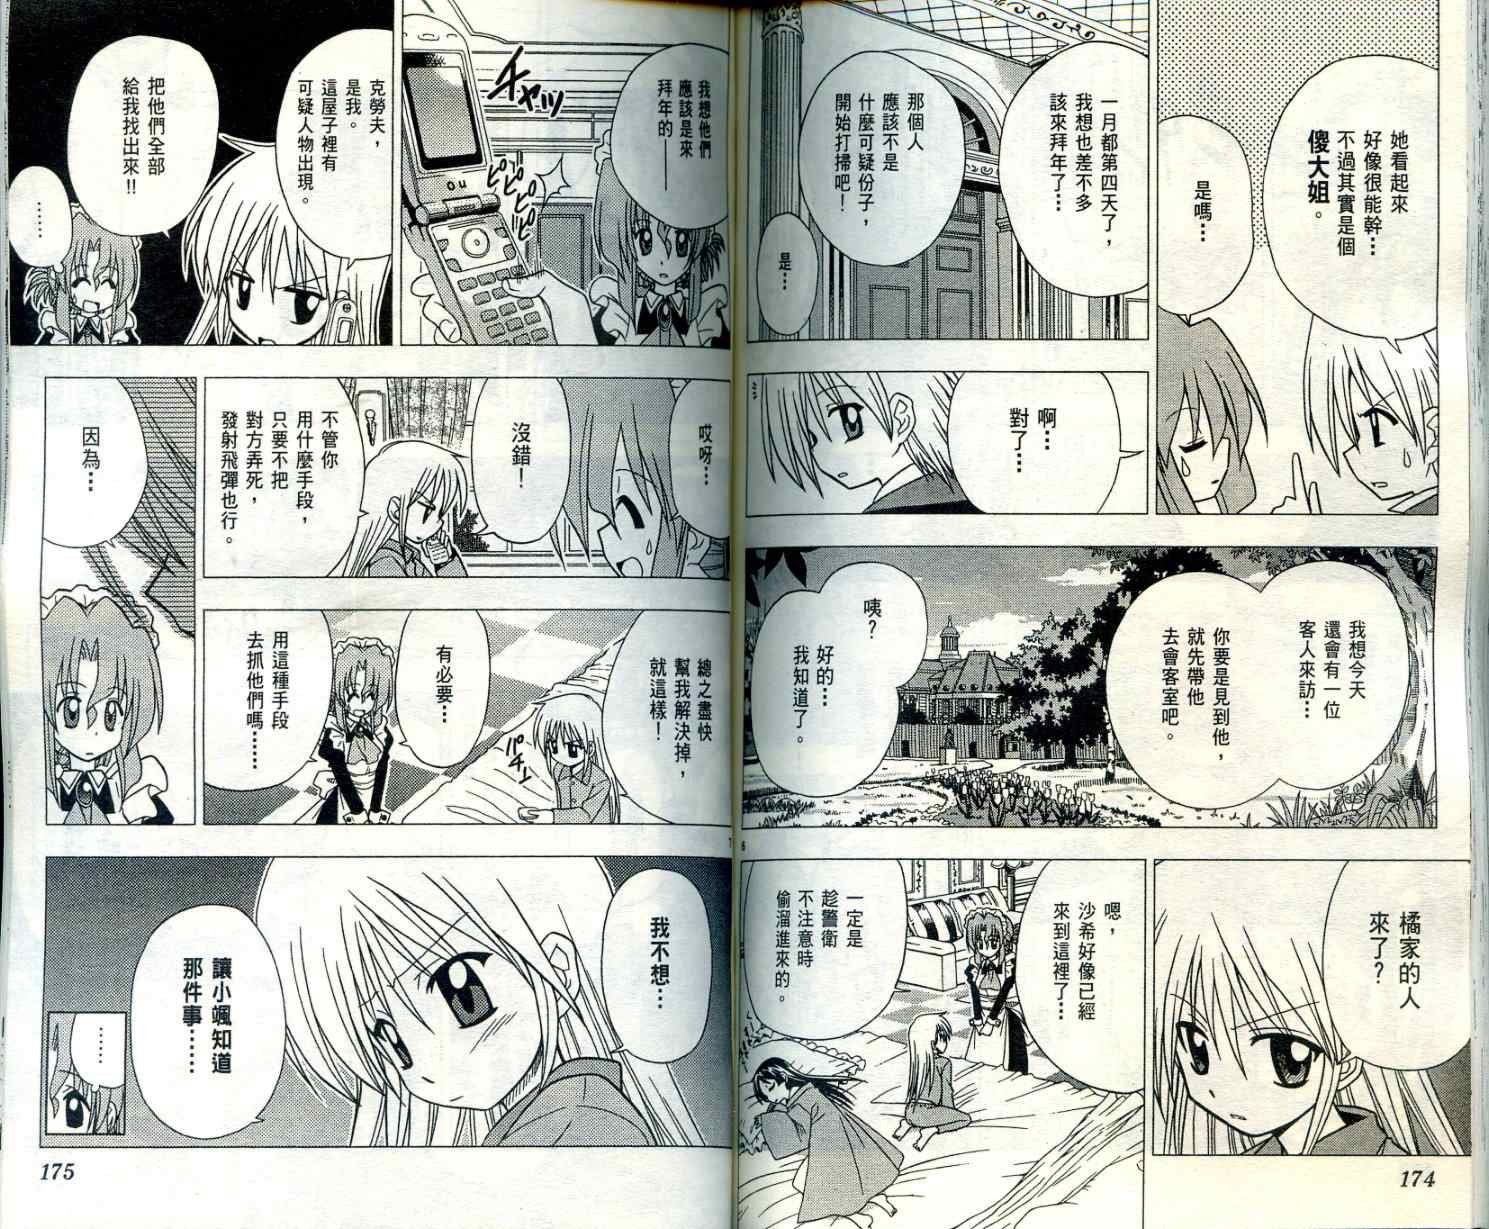 她看起來
好像很能幹…
不過其實是個
傻大姐。
是嗎…
一月都第四天了，
我想也差不多
該來拜年了…
那個人
應該不是
什麼可疑份子，
開始打掃吧！
是…
啊…
對了…
我想今天
還會有一位
客人來訪…
你要是見到他，
就先帶他
去會客室吧。
咦？
好的…
我知道了。
橘家的人
來了？
嗯，
沙希好像已經
來到這裡了…
一定是
趁警衛
不注意時
偷溜進來的。
174
我想他們
應該是來
拜年的——
チャッ
ピピピピ
克勞夫，
是我。
這屋子裡有
可疑人物出現。
把他們全部
給我找出來!!
……
哎呀…
沒錯！
不管你
用什麼手段，
只要不把
對方弄死，
發射飛彈也行。
因為…
總之盡快
幫我解決掉，
就這樣！
パチン
有必要…
用這種手段
去抓他們嗎……
我不想…
讓小颯知道
那件事……
……
175